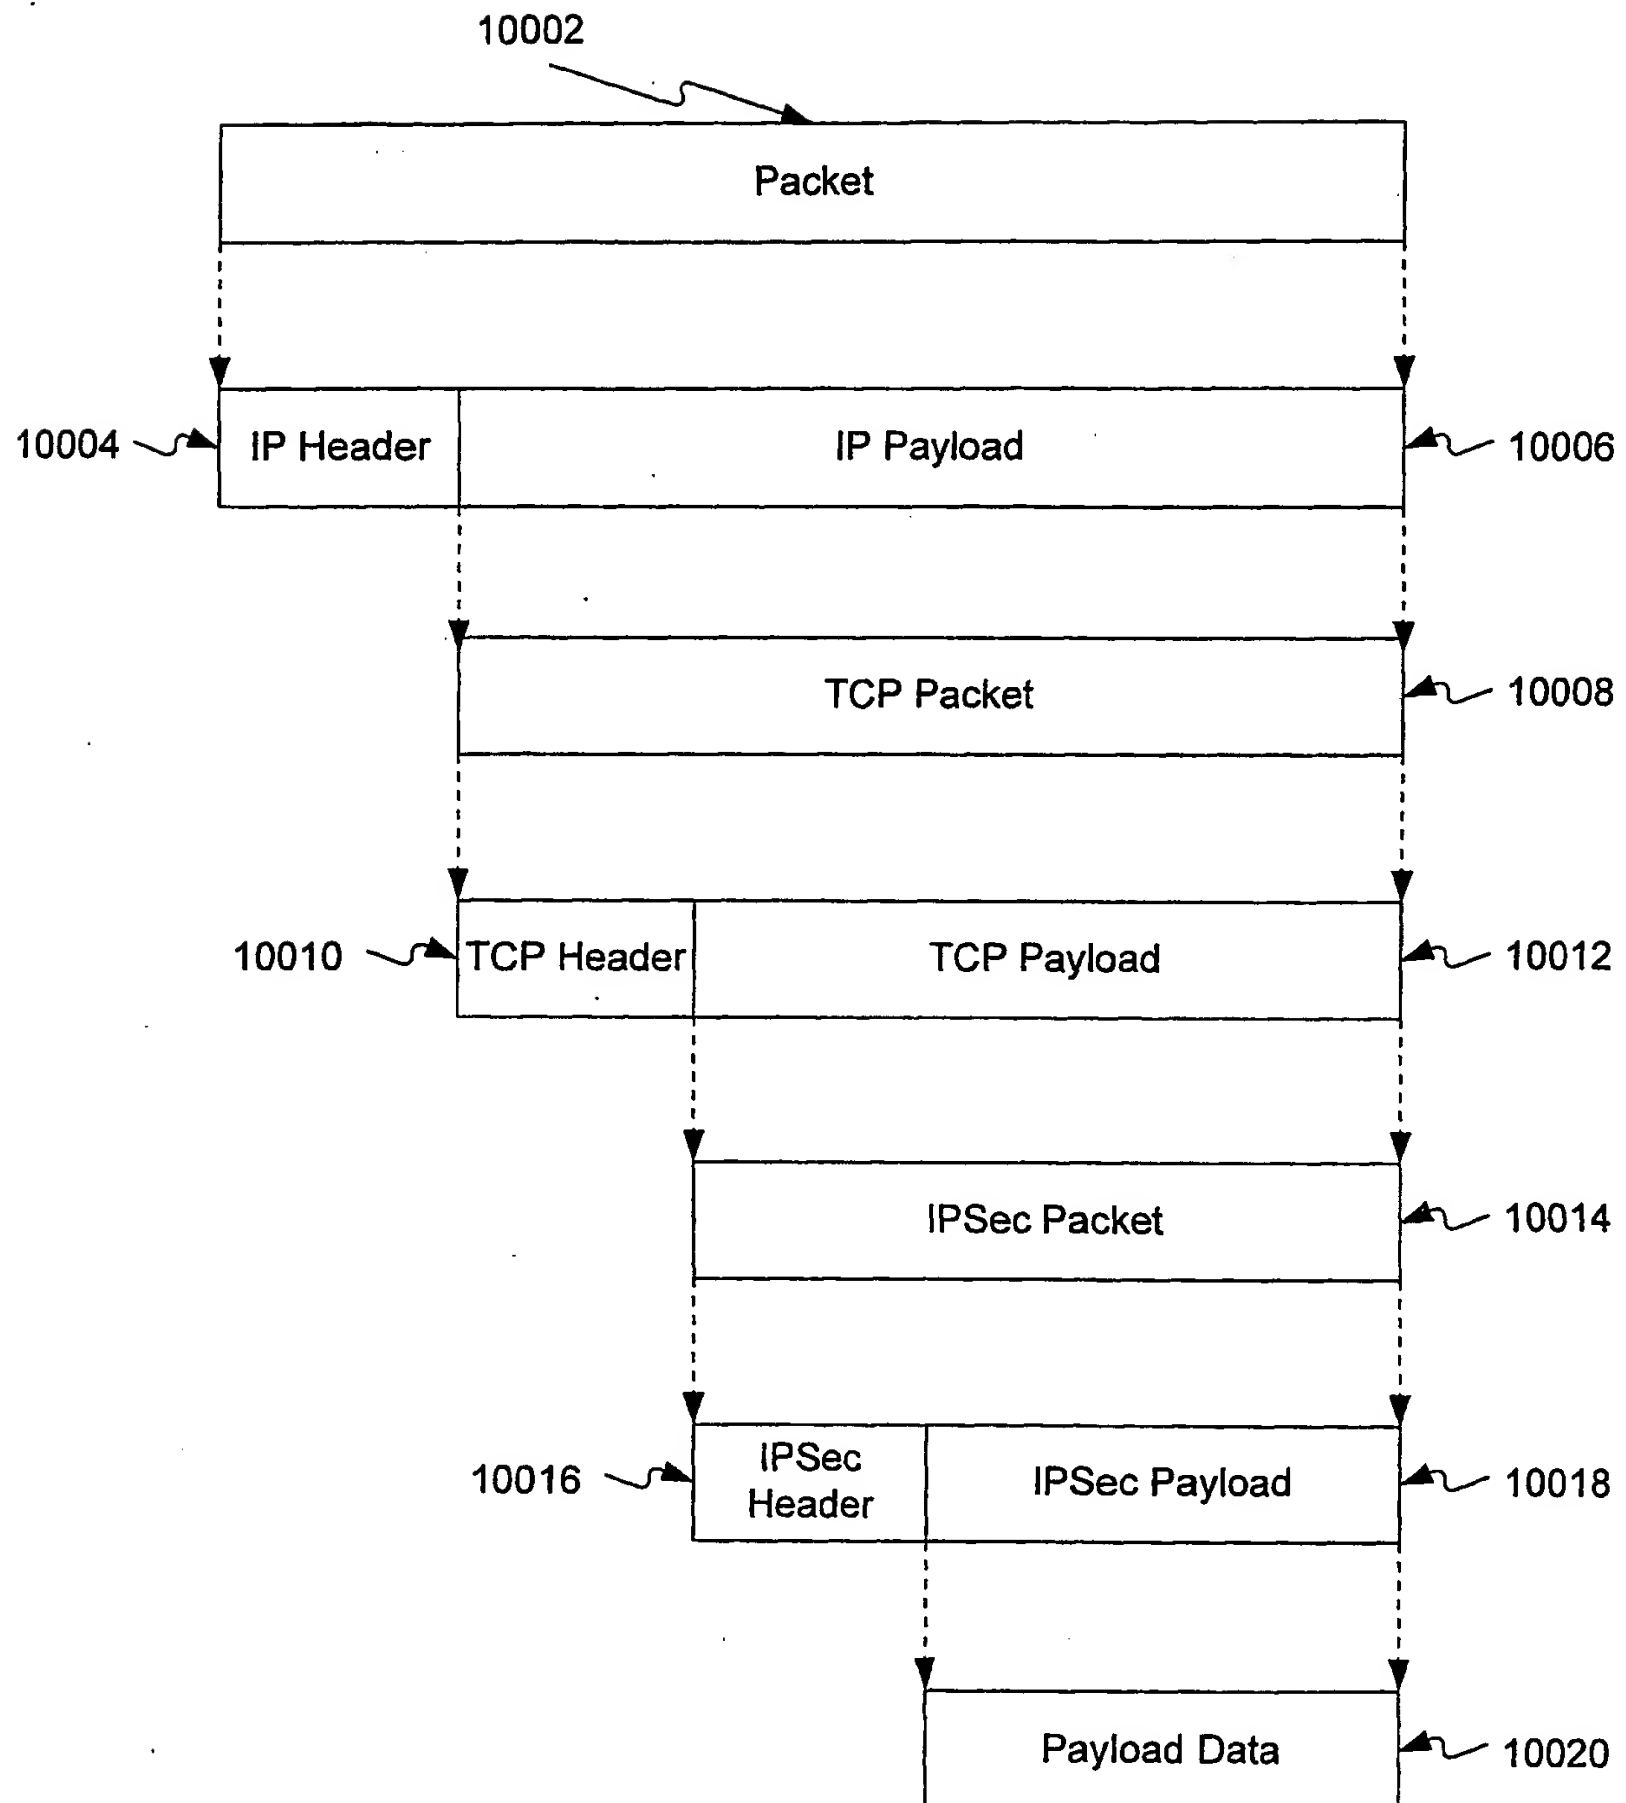 10002
Packet
10004
IP Header
IP Payload
10006
TCP Packet
10008
10010
TCP Header
TCP Payload
10012
IPSec Packet
10014
10016
IPSec
Header
IPSec Payload
10018
Payload Data
10020